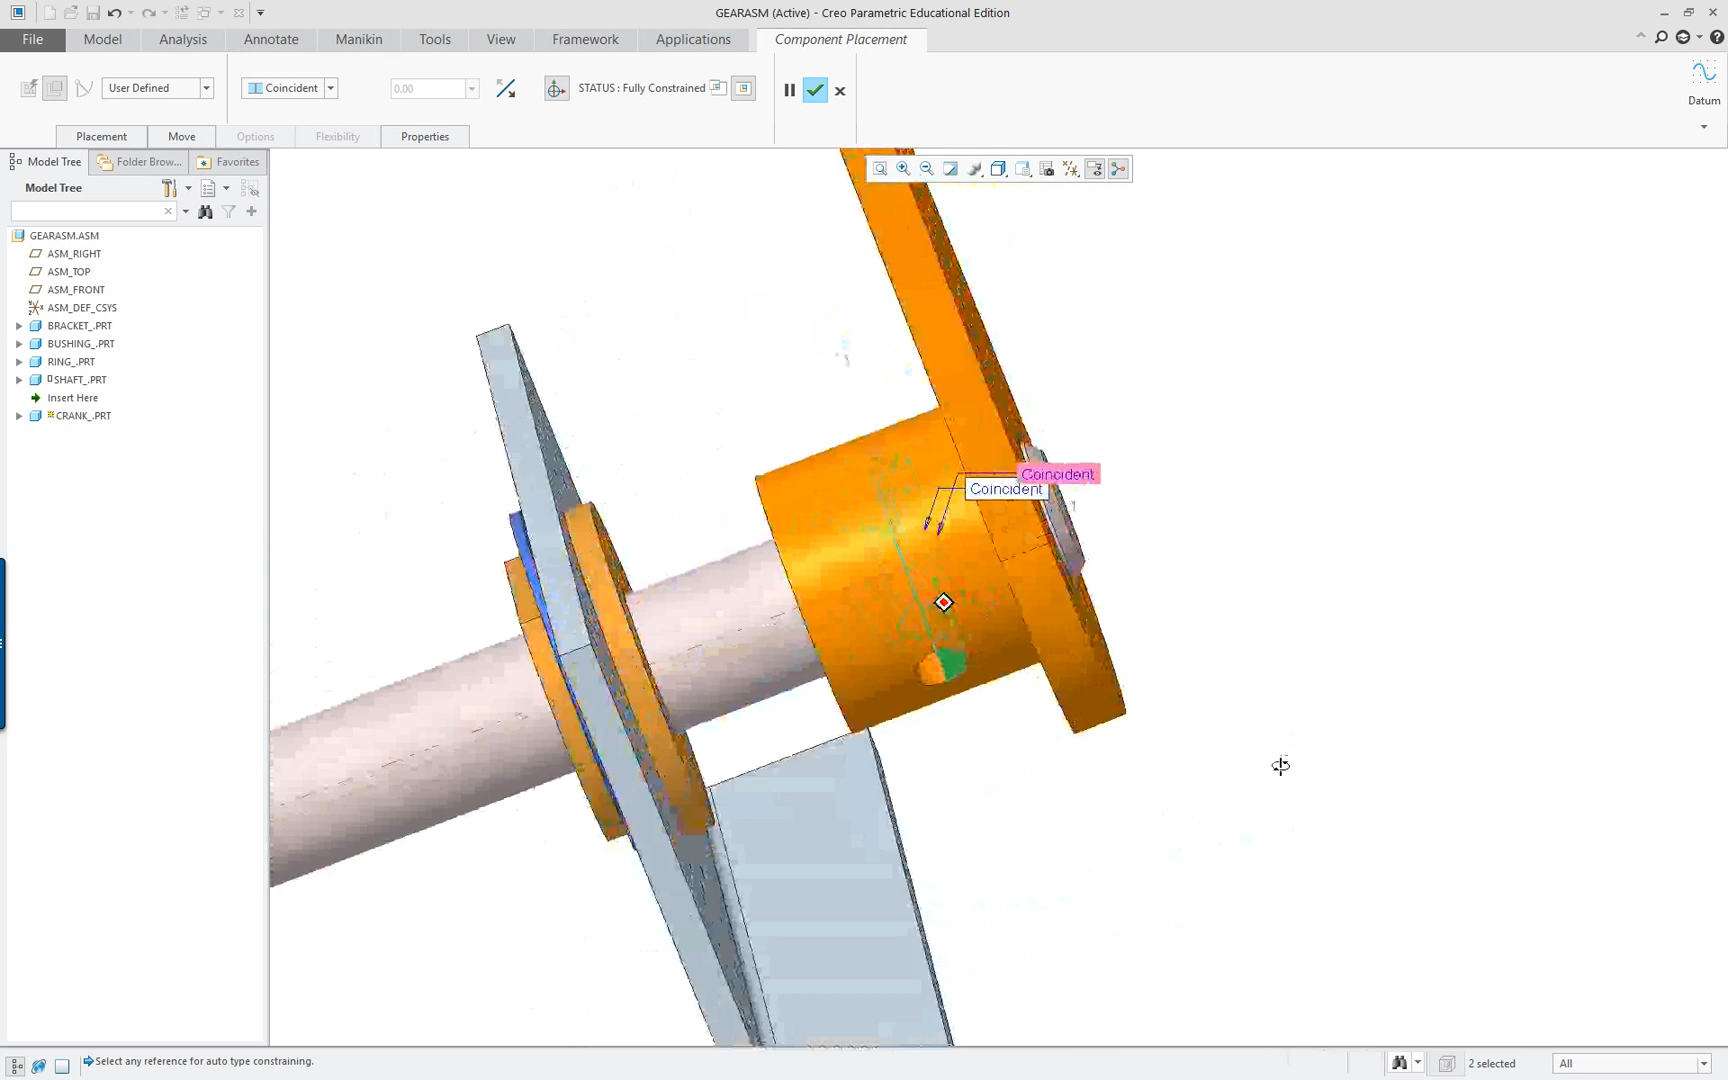 GEARASM (Active) - Creo Parametric Educational Edition
File Model Analysis Annotate Manikin Tools View Framework Applications Component Placement
User Defined Coincident 0.00 STATUS : Fully Constrained
Datum
Placement Move Options Flexibility Properties
Model Tree Folder Brow... Favorites
Model Tree
GEARASM.ASM
ASM_RIGHT
ASM_TOP
ASM_FRONT
ASM_DEF_CSYS
BRACKET_.PRT
BUSHING_.PRT
RING_.PRT
SHAFT_.PRT
Insert Here
CRANK_.PRT
Coincident
Coincident
Select any reference for auto type constraining.
2 selected All